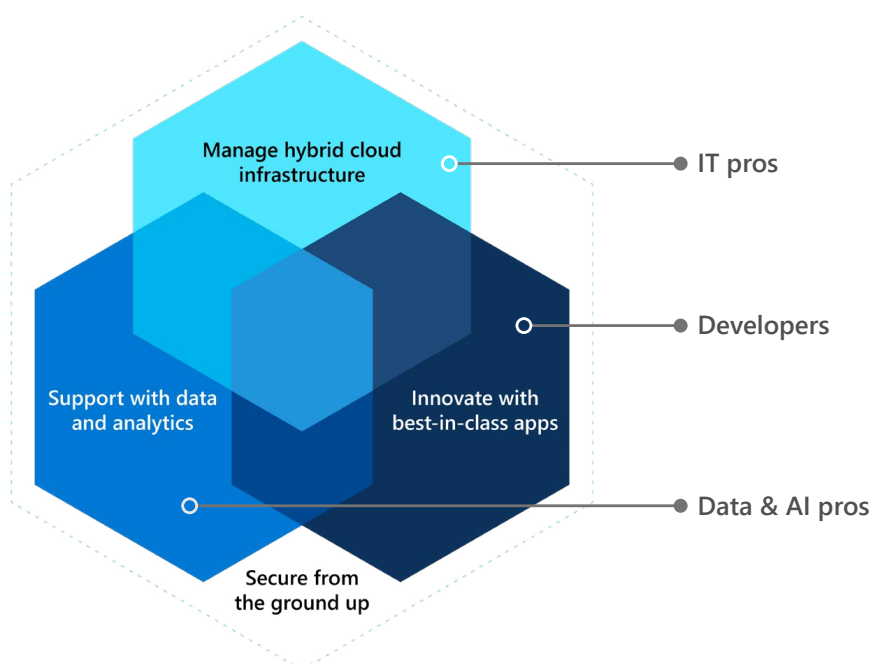 Manage hybrid cloud
infrastructure
IT pros
Developers
Support with data
and analytics
Innovate with
best-in-class apps
Data & AI pros
Secure from
the ground up